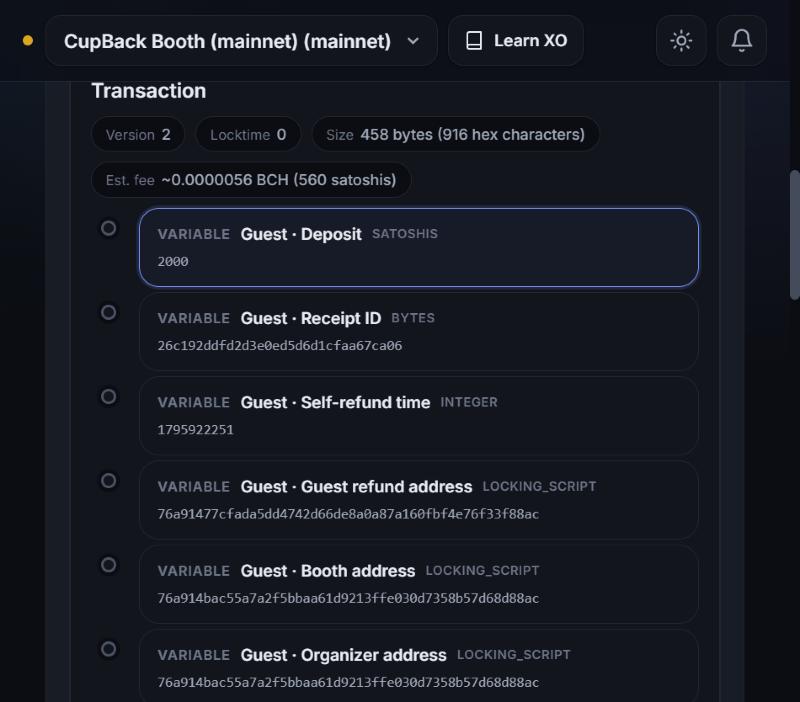 CupBack Booth (mainnet) (mainnet)
Learn XO
Transaction
Version 2
Locktime 0
Size 458 bytes (916 hex characters)
Est. fee ~0.0000056 BCH (560 satoshis)
VARIABLE Guest · Deposit SATOSHIS
2000
VARIABLE Guest · Receipt ID BYTES
26c192ddfd2d3e0ed5d6d1cfaa67ca06
VARIABLE Guest · Self-refund time INTEGER
1795922251
VARIABLE Guest · Guest refund address LOCKING_SCRIPT
76a91477cfada5dd4742d66de8a0a87a160fbf4e76f33f88ac
VARIABLE Guest · Booth address LOCKING_SCRIPT
76a914bac55a7a2f5bbaa61d9213ffe030d7358b57d68d88ac
VARIABLE Guest · Organizer address LOCKING_SCRIPT
76a914bac55a7a2f5bbaa61d9213ffe030d7358b57d68d88ac